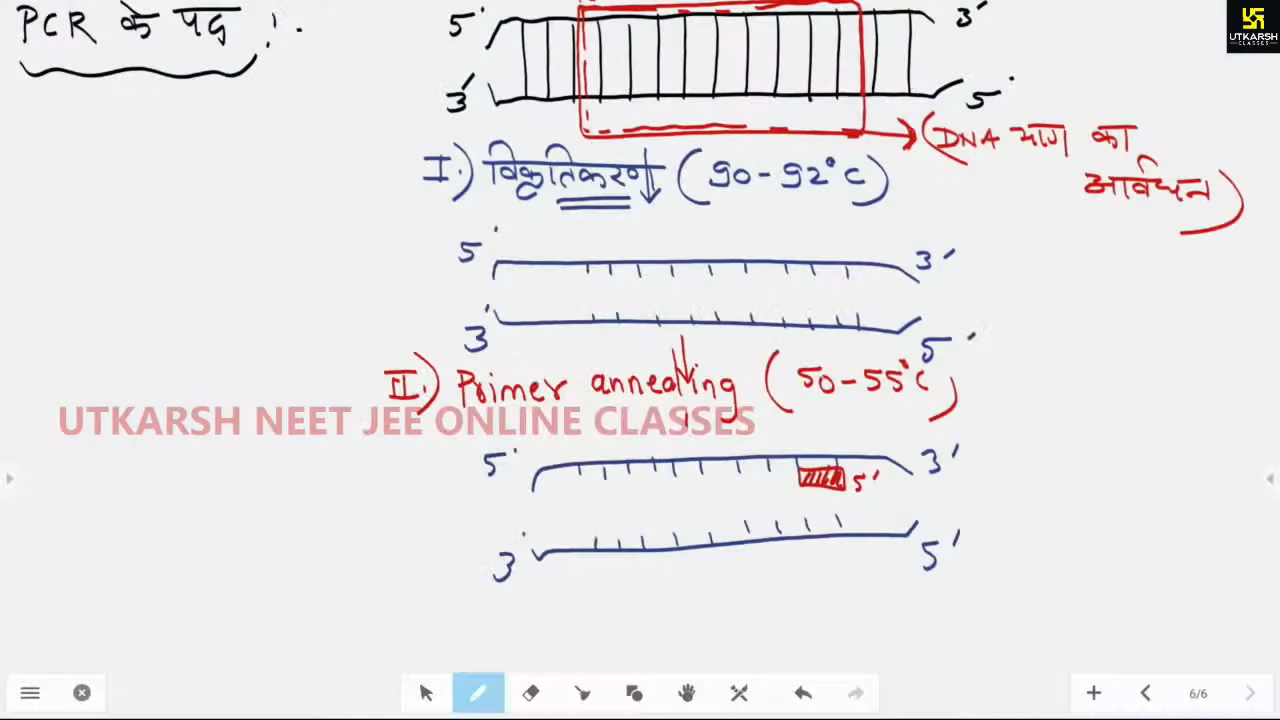 PCR के पद :-
5' 3'
UTKARSH
CLASSES
3' 5'
(DNA भाग का
आवर्धन)
I.) विकृतिकरण (90-92°C)
5' 3'
3' 5'
II.) Primer annealing (50-55°C)
UTKARSH NEET JEE ONLINE CLASSES
5' 3'
5'
3' 5'
6/6